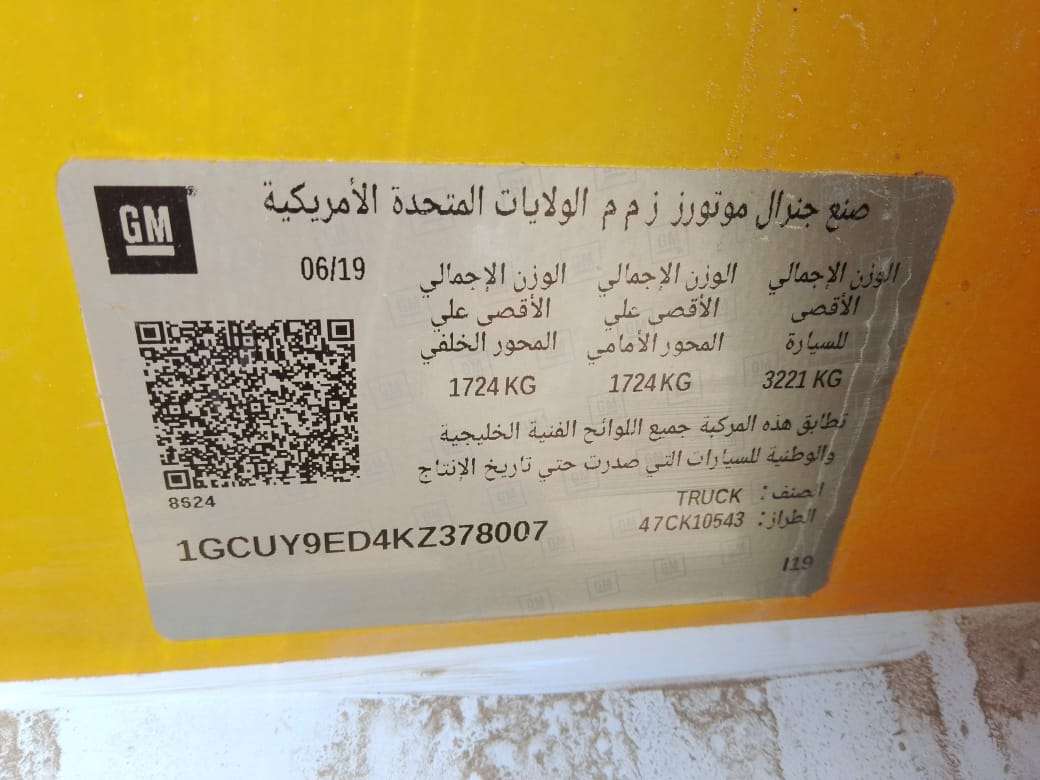 GM
صنع جنرال موتورز ز م م الولايات المتحدة الأمريكية
06/19
الوزن الإجمالي الوزن الإجمالي الوزن الإجمالي
الأقصى الأقصى علي الأقصى علي
للسيارة المحور الأمامي المحور الخلفي
3221 KG 1724 KG 1724 KG
تطابق هذه المركبة جميع اللوائح الفنية الخليجية
والوطنية للسيارات التي صدرت حتي تاريخ الإنتاج
الصنف: TRUCK
الطراز: 47CK10543
8S24
1GCUY9ED4KZ378007
I19